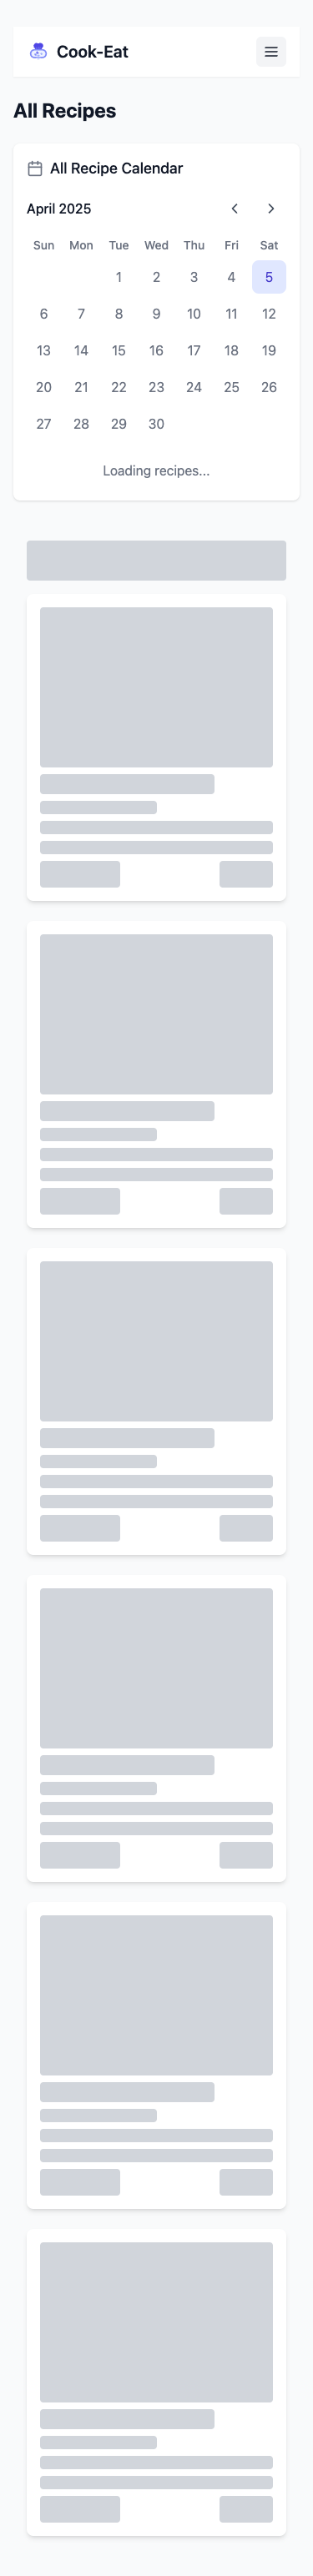 Cook-Eat
All Recipes
All Recipe Calendar
April 2025
Sun Mon Tue Wed Thu Fri Sat
1 2 3 4 5
6 7 8 9 10 11 12
13 14 15 16 17 18 19
20 21 22 23 24 25 26
27 28 29 30
Loading recipes...